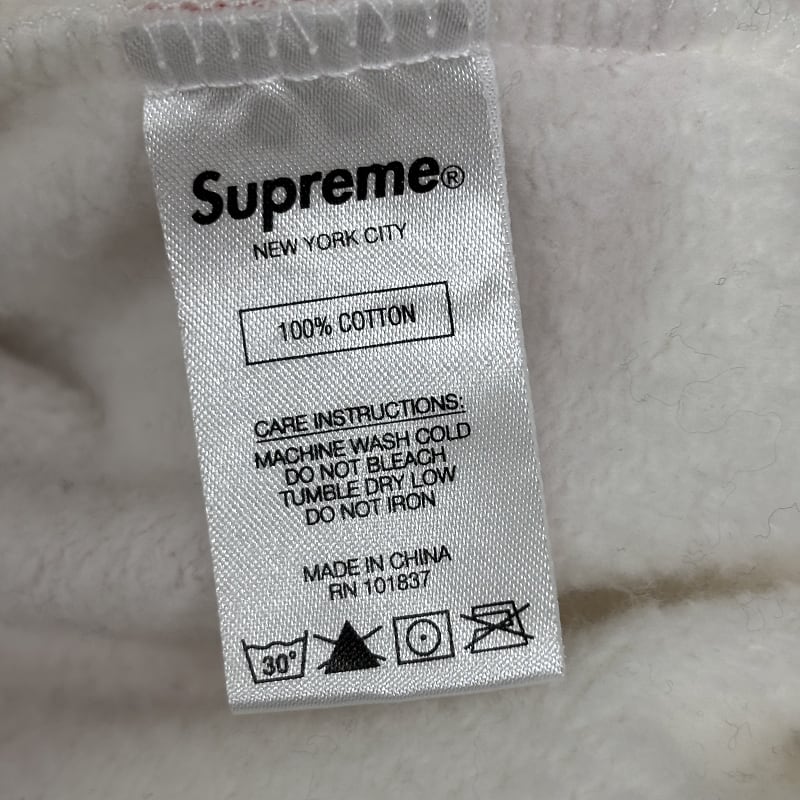 Supreme®
NEW YORK CITY
100% COTTON
CARE INSTRUCTIONS:
MACHINE WASH COLD
DO NOT BLEACH
TUMBLE DRY LOW
DO NOT IRON
MADE IN CHINA
RN 101837
30°